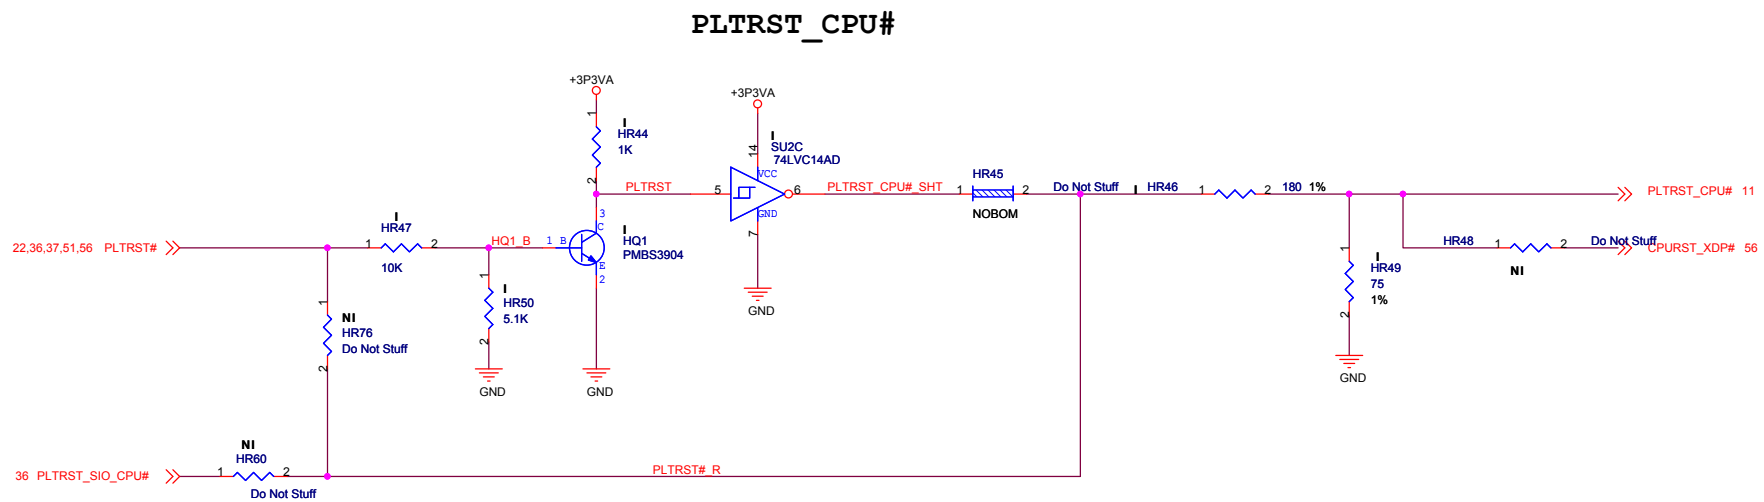 PLTRST_CPU#
+3P3VA
+3P3VA
1
I
HR44
1K
2
I
SU2C
74LVC14AD
14
VCC
PLTRST
5
6
PLTRST_CPU#_SHT
GND
7
GND
HR45
1
2
Do Not Stuff
NOBOM
I
HR46
1
2
180
1%
PLTRST_CPU# 11
22,36,37,51,56 PLTRST#
I
HR47
1
2
10K
HQ1_B
1
B
3
C
E
2
I
HQ1
PMBS3904
GND
1
I
HR50
5.1K
2
GND
HR48
1
2
Do Not Stuff
NI
CPURST_XDP# 56
1
I
HR49
75
1%
2
GND
1
NI
HR76
Do Not Stuff
2
NI
HR60
36 PLTRST_SIO_CPU#
1
2
Do Not Stuff
PLTRST#_R